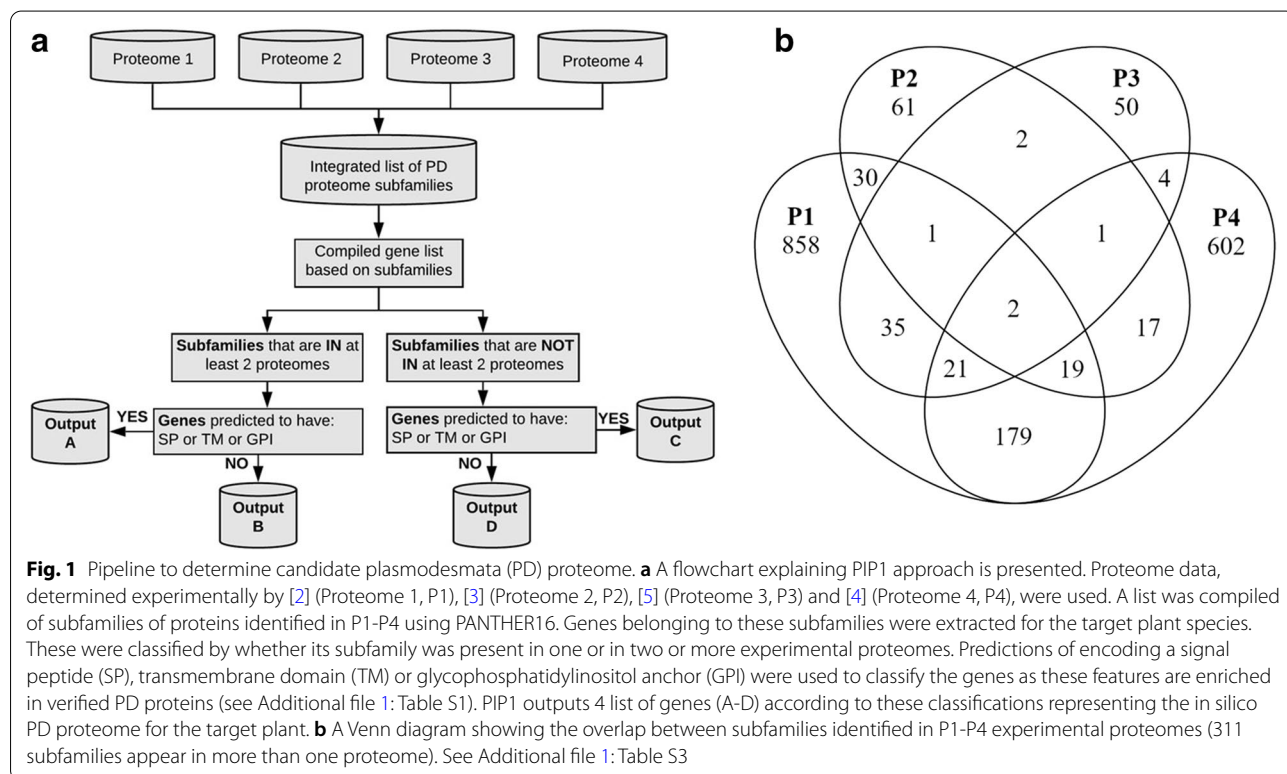 a
Proteome 1
Proteome 2
Proteome 3
Proteome 4
Integrated list of PD
proteome subfamilies
Compiled gene list
based on subfamilies
Subfamilies that are IN at
least 2 proteomes
Subfamilies that are NOT
IN at least 2 proteomes
Genes predicted to have:
SP or TM or GPI
Genes predicted to have:
SP or TM or GPI
YES
Output
A
NO
Output
B
YES
Output
C
NO
Output
D
b
P2
61
P3
50
2
30
4
P1
858
P4
602
1
1
2
35
17
21
19
179
Fig. 1 Pipeline to determine candidate plasmodesmata (PD) proteome. a A flowchart explaining PIP1 approach is presented. Proteome data,
determined experimentally by [2] (Proteome 1, P1), [3] (Proteome 2, P2), [5] (Proteome 3, P3) and [4] (Proteome 4, P4), were used. A list was compiled
of subfamilies of proteins identified in P1-P4 using PANTHER16. Genes belonging to these subfamilies were extracted for the target plant species.
These were classified by whether its subfamily was present in one or in two or more experimental proteomes. Predictions of encoding a signal
peptide (SP), transmembrane domain (TM) or glycophosphatidylinositol anchor (GPI) were used to classify the genes as these features are enriched
in verified PD proteins (see Additional file 1: Table S1). PIP1 outputs 4 list of genes (A-D) according to these classifications representing the in silico
PD proteome for the target plant. b A Venn diagram showing the overlap between subfamilies identified in P1-P4 experimental proteomes (311
subfamilies appear in more than one proteome). See Additional file 1: Table S3